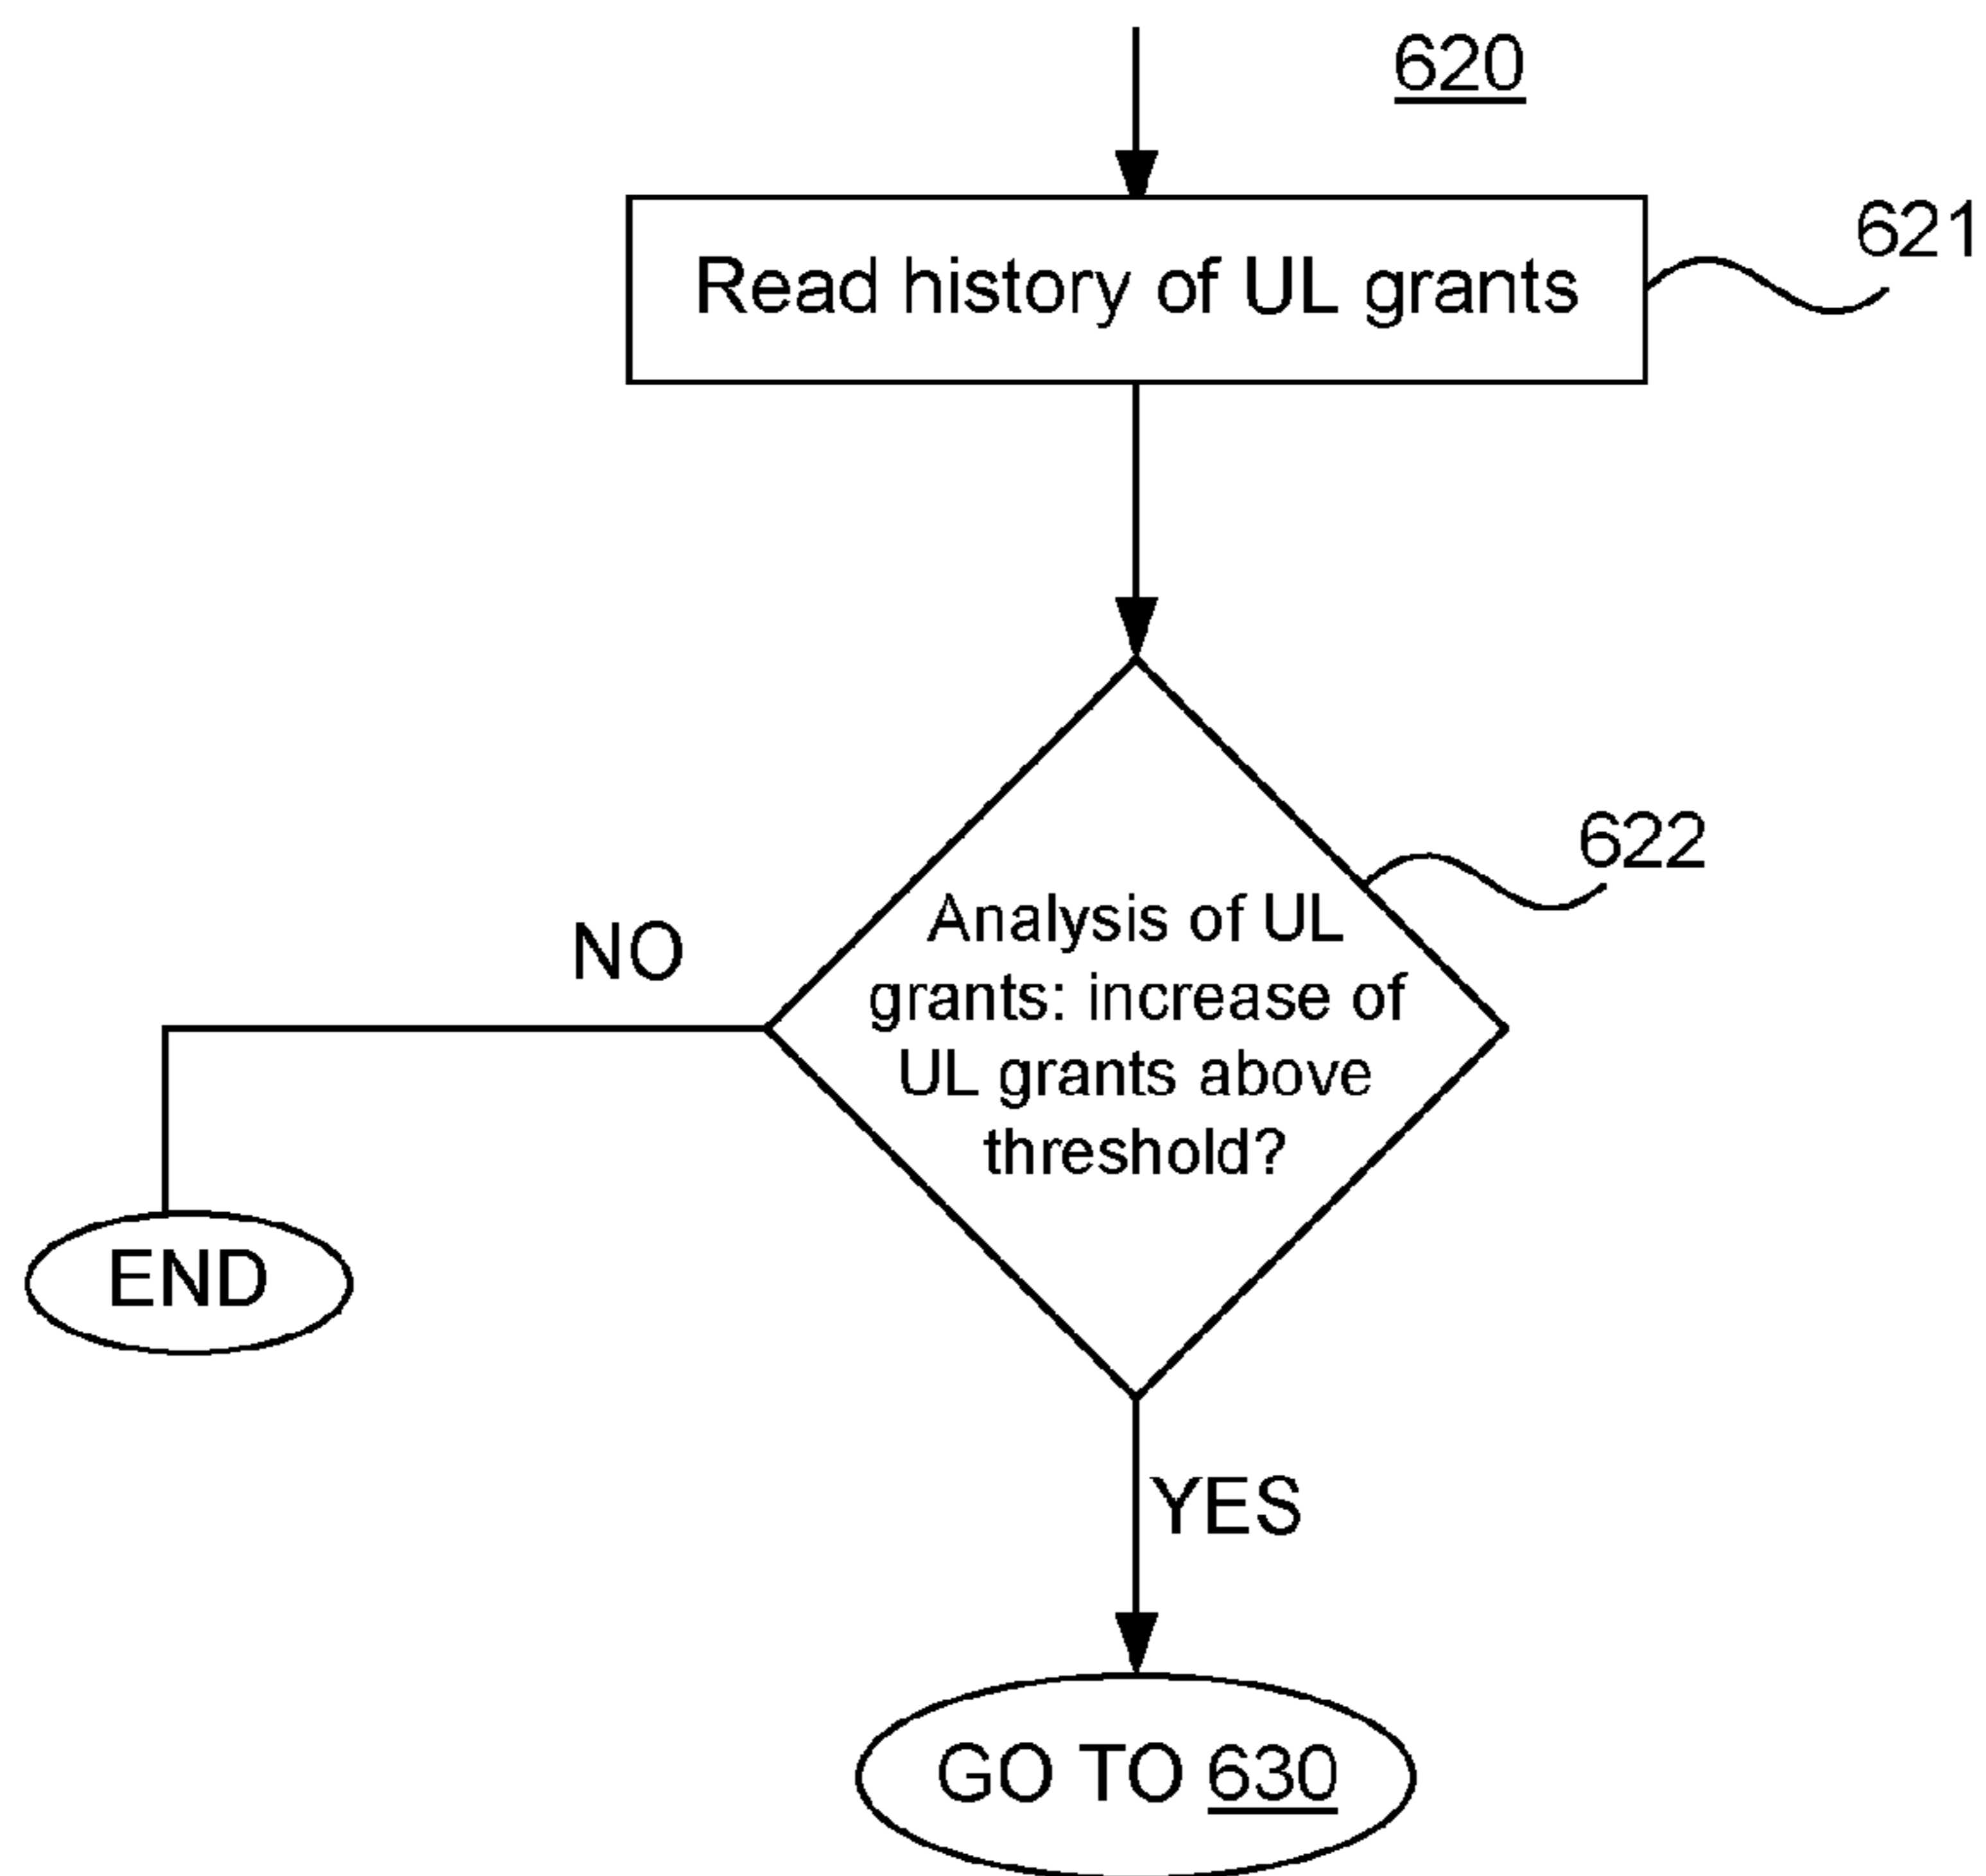 620
Read history of UL grants
621
622
Analysis of UL
grants: increase of
UL grants above
threshold?
NO
END
YES
GO TO 630